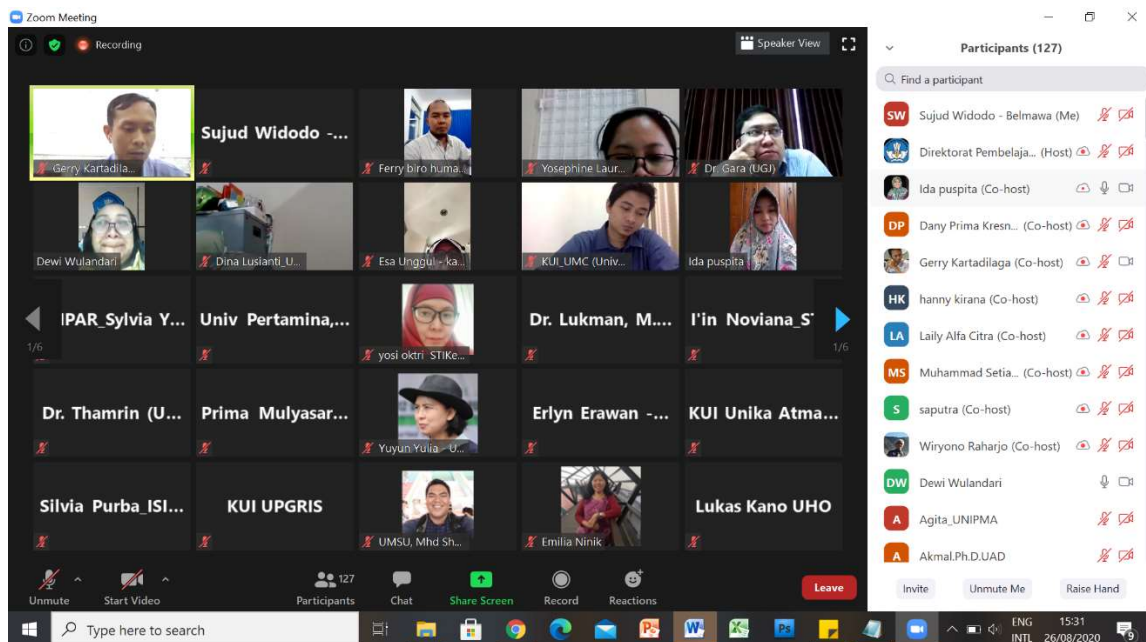 Zoom Meeting
Recording
Speaker View
Gerry Kartadila...
Sujud Widodo -...
Ferry biro huma...
Yosephine Laur...
Dr. Gara (UGJ)
Dewi Wulandari
Dina Lusianti_U...
Esa Unggul - ka...
KUI_UMC (Univ...
Ida puspita
1/6
IPAR_Sylvia Y...
Univ Pertamina,...
yosi oktri STIKe...
Dr. Lukman, M....
I'in Noviana_S
1/6
Dr. Thamrin (U...
Prima Mulyasar...
Yuyun Yulia - U...
Erlyn Erawan -...
KUI Unika Atma...
Silvia Purba_ISI...
KUI UPGRIS
UMSU, Mhd Sh...
Emilia Ninik
Lukas Kano UHO
Unmute
Start Video
127
Participants
Chat
Share Screen
Record
Reactions
Leave
Participants (127)
Find a participant
SW Sujud Widodo - Belmawa (Me)
Direktorat Pembelaja... (Host)
Ida puspita (Co-host)
DP Dany Prima Kresn... (Co-host)
Gerry Kartadilaga (Co-host)
HK hanny kirana (Co-host)
LA Laily Alfa Citra (Co-host)
MS Muhammad Setia... (Co-host)
S saputra (Co-host)
Wiryono Raharjo (Co-host)
DW Dewi Wulandari
A Agita_UNIPMA
A Akmal.Ph.D.UAD
Invite
Unmute Me
Raise Hand
Type here to search
ENG
INTL
15:31
26/08/2020